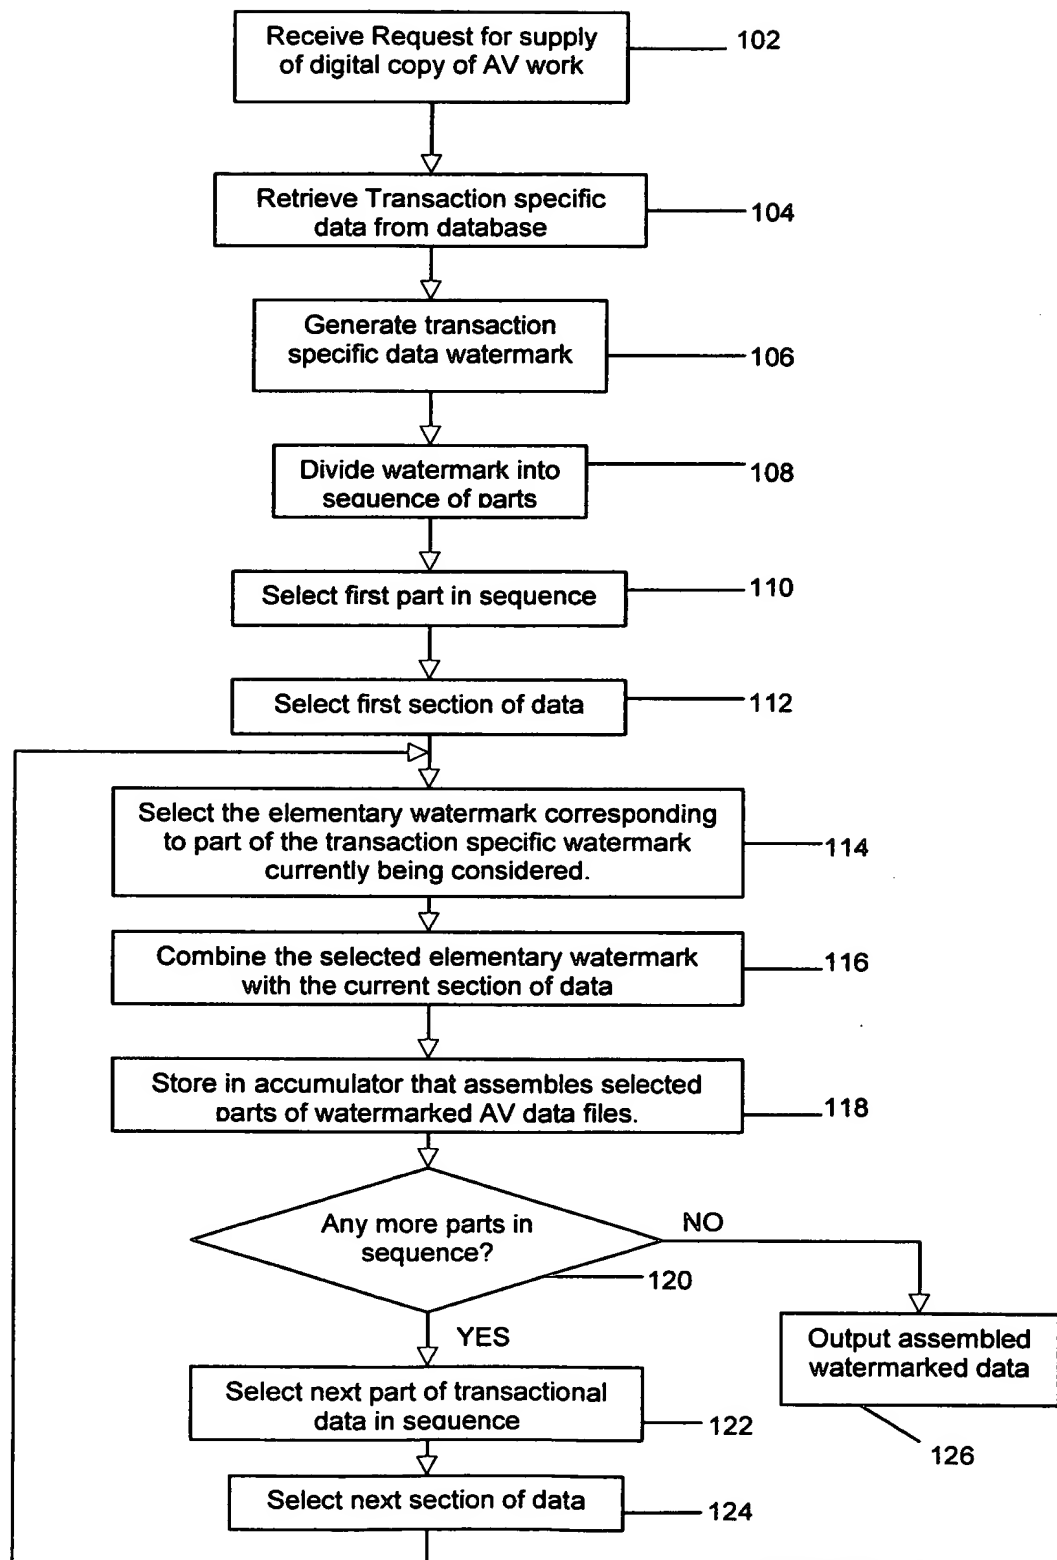 Receive Request for supply
of digital copy of AV work
102
Retrieve Transaction specific
data from database
104
Generate transaction
specific data watermark
106
Divide watermark into
sequence of parts
108
Select first part in sequence
110
Select first section of data
112
Select the elementary watermark corresponding
to part of the transaction specific watermark
currently being considered.
114
Combine the selected elementary watermark
with the current section of data
116
Store in accumulator that assembles selected
parts of watermarked AV data files.
118
Any more parts in
sequence?
120
NO
YES
Output assembled
watermarked data
126
Select next part of transactional
data in sequence
122
Select next section of data
124